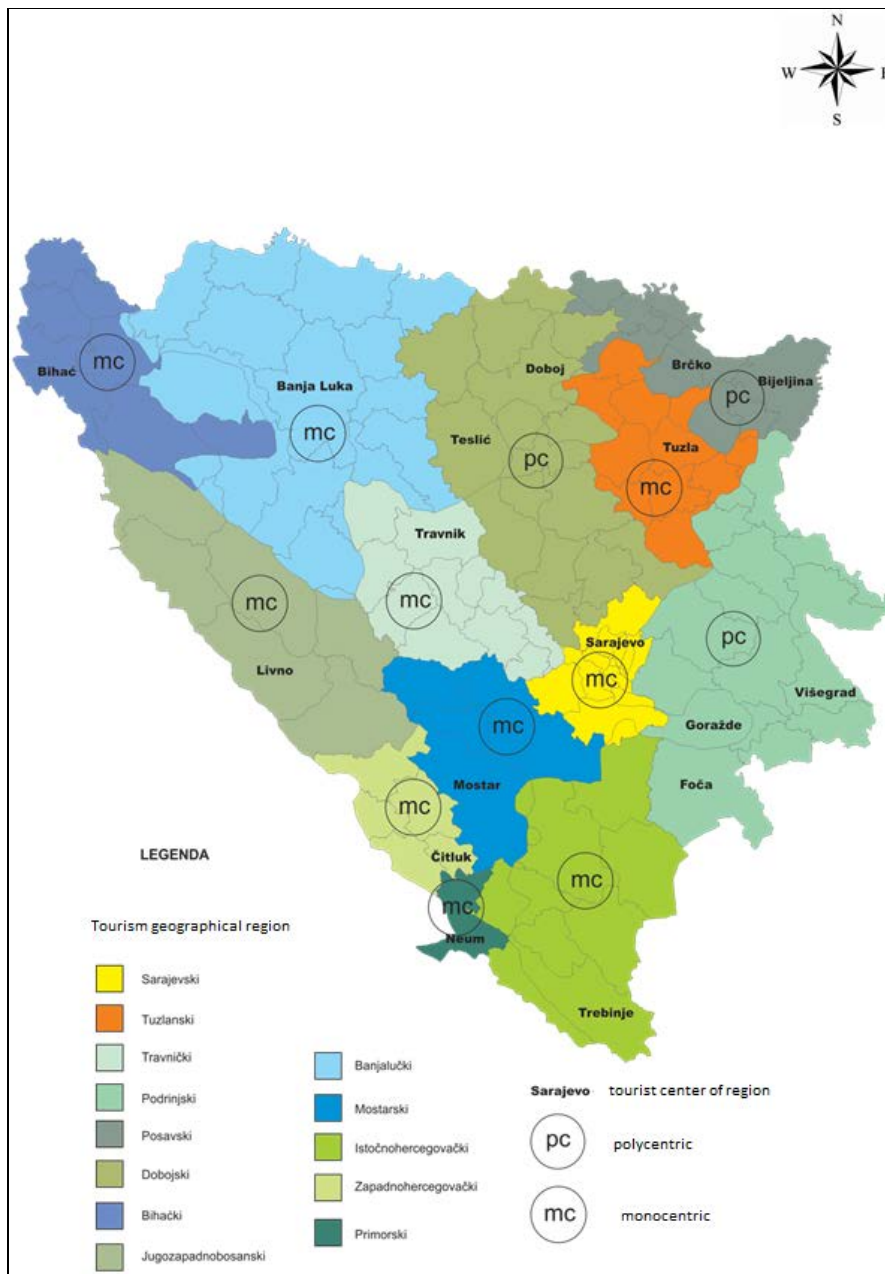 N
W E
S
Bihać
mc
Banja Luka
mc
Doboj
Teslić
pc
Brčko
Bijeljina
pc
Tuzla
mc
Travnik
mc
mc
Livno
Sarajevo
mc
pc
Višegrad
Goražde
Foča
mc
Mostar
mc
Čitluk
mc
Neum
mc
Trebinje
LEGENDA
Tourism geographical region
Sarajevski
Tuzlanski
Travnički
Podrinjski
Posavski
Dobojski
Bihaćki
Jugozapadnobosanski
Banjalučki
Mostarski
Istočnohercegovački
Zapadnohercegovački
Primorski
Sarajevo tourist center of region
pc polycentric
mc monocentric